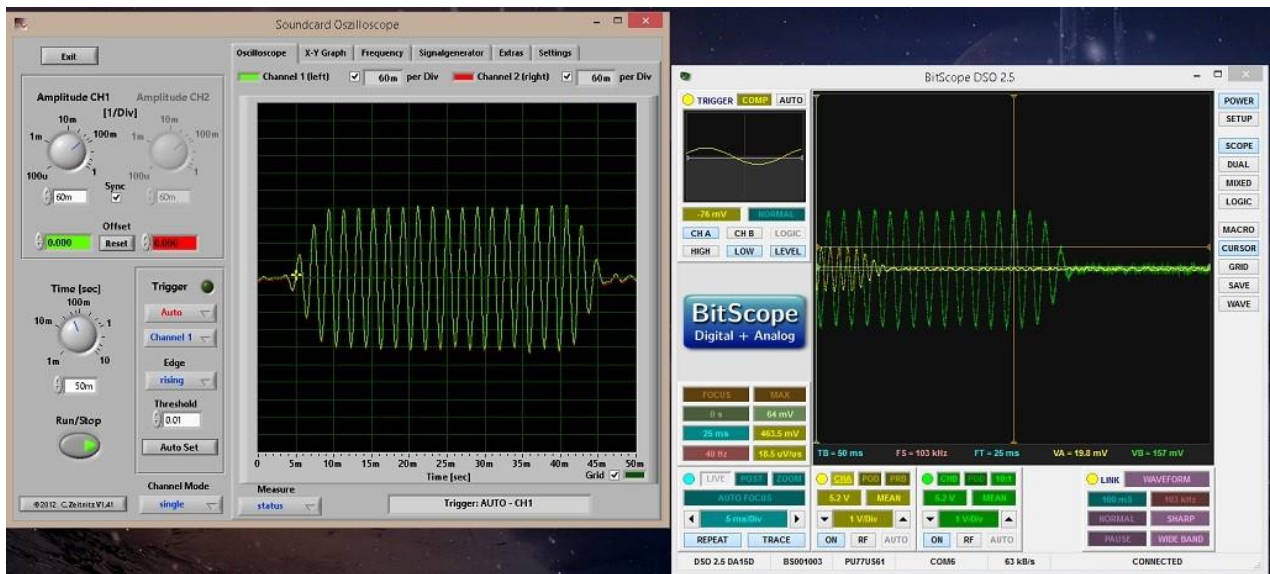 Soundcard Oszilloscope
Exit
Oscilloscope X-Y Graph Frequency Signalgenerator Extras Settings
Channel 1 (left) 60m per Div Channel 2 (right) 60m per Div
Amplitude CH1 Amplitude CH2
[1/Div]
10m 10m
1m 100m 1m 100m
100u 1 100u 1
Sync
60m 60m
Offset
0.000 Reset 0.000
Time [sec]
100m
10m 1
1m 10
50m
Run/Stop
Trigger
Auto
Channel 1
Edge
rising
Threshold
0.01
Auto Set
Channel Mode
single
©2012 C.Zeitnitz V1.41
0 5m 10m 15m 20m 25m 30m 35m 40m 45m 50m
Time [sec]
Grid
Measure
status
Trigger: AUTO - CH1
BitScope DSO 2.5
TRIGGER COMP AUTO
-76 mV NORMAL
CH A CH B LOGIC
HIGH LOW LEVEL
BitScope
Digital + Analog
FOCUS MAX
0 s 64 mV
25 ms 463.5 mV
40 Hz 18.5 uV/us
TB = 50 ms FS = 103 kHz FT = 25 ms VA = 19.8 mV VB = 157 mV
POWER
SETUP
SCOPE
DUAL
MIXED
LOGIC
MACRO
CURSOR
GRID
SAVE
WAVE
LIVE POST ZOOM
AUTO FOCUS
5 ms/Div
REPEAT TRACE
CHA POD PRB
5.2 V MEAN
1 V/Div
ON RF AUTO
CHB POD 10:1
5.2 V MEAN
1 V/Div
ON RF AUTO
LINK WAVEFORM
100 mS 103 kHz
NORMAL SHARP
PAUSE WIDE BAND
DSO 2.5 DA15D BS001003 PU77US61 COM6 63 kB/s CONNECTED